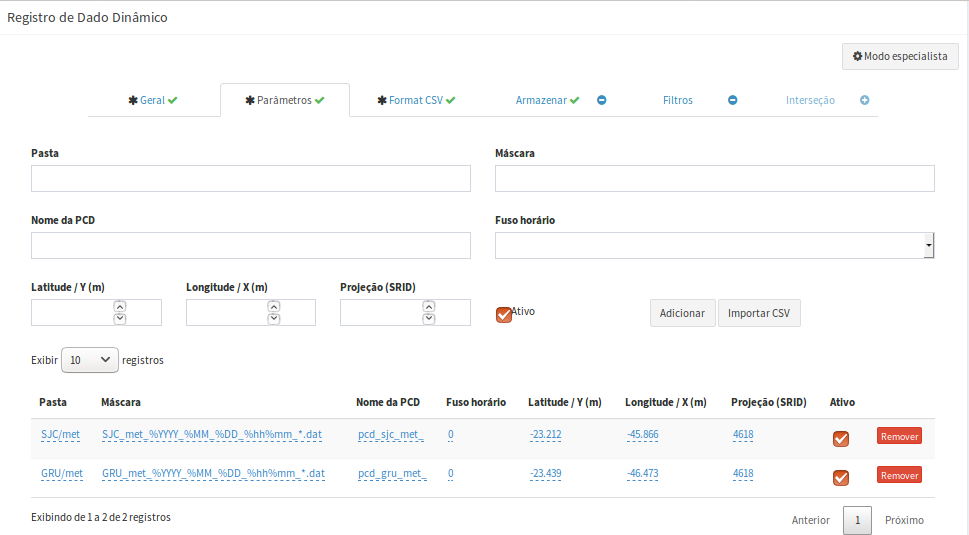 Registro de Dado Dinâmico
Modo especialista
Geral
Parâmetros
Format CSV
Armazenar
Filtros
Interseção
Pasta Máscara
Nome da PCD Fuso horário
Latitude / Y (m) Longitude / X (m) Projeção (SRID)
Ativo Adicionar Importar CSV
Exibir 10 registros
Pasta Máscara Nome da PCD Fuso horário Latitude / Y (m) Longitude / X (m) Projeção (SRID) Ativo
SJC/met SJC_met_%YYYY_%MM_%DD_%hh%mm_*.dat pcd_sjc_met_ 0 -23.212 -45.866 4618 Remover
GRU/met GRU_met_%YYYY_%MM_%DD_%hh%mm_*.dat pcd_gru_met_ 0 -23.439 -46.473 4618 Remover
Exibindo de 1 a 2 de 2 registros
Anterior 1 Próximo